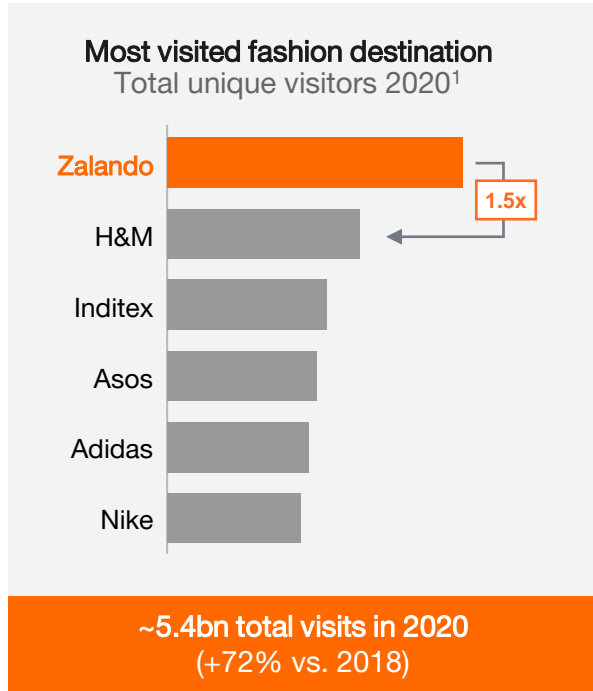 Most visited fashion destination
Total unique visitors 2020¹
Zalando
1.5x
H&M
Inditex
Asos
Adidas
Nike
~5.4bn total visits in 2020
(+72% vs. 2018)